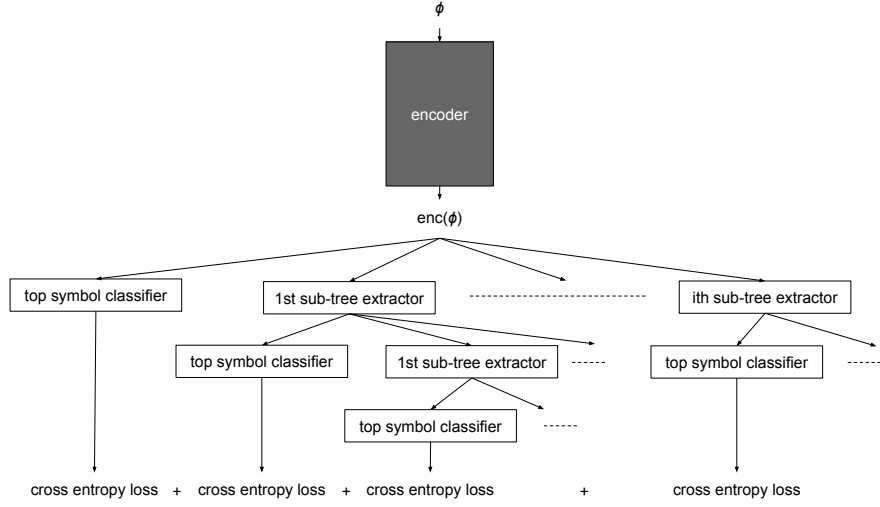 ϕ
encoder
enc(ϕ)
top symbol classifier
1st sub-tree extractor
ith sub-tree extractor
top symbol classifier
1st sub-tree extractor
top symbol classifier
top symbol classifier
cross entropy loss + cross entropy loss + cross entropy loss + cross entropy loss